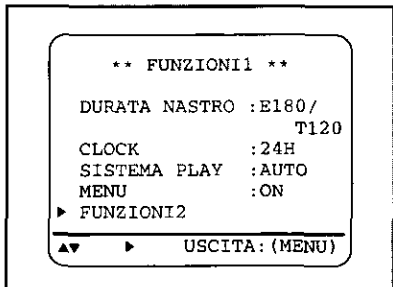 ** FUNZIONI1 **
DURATA NASTRO :E180/
T120
CLOCK :24H
SISTEMA PLAY :AUTO
MENU :ON
▶ FUNZIONI2
▲▼ ▶ USCITA:(MENU)